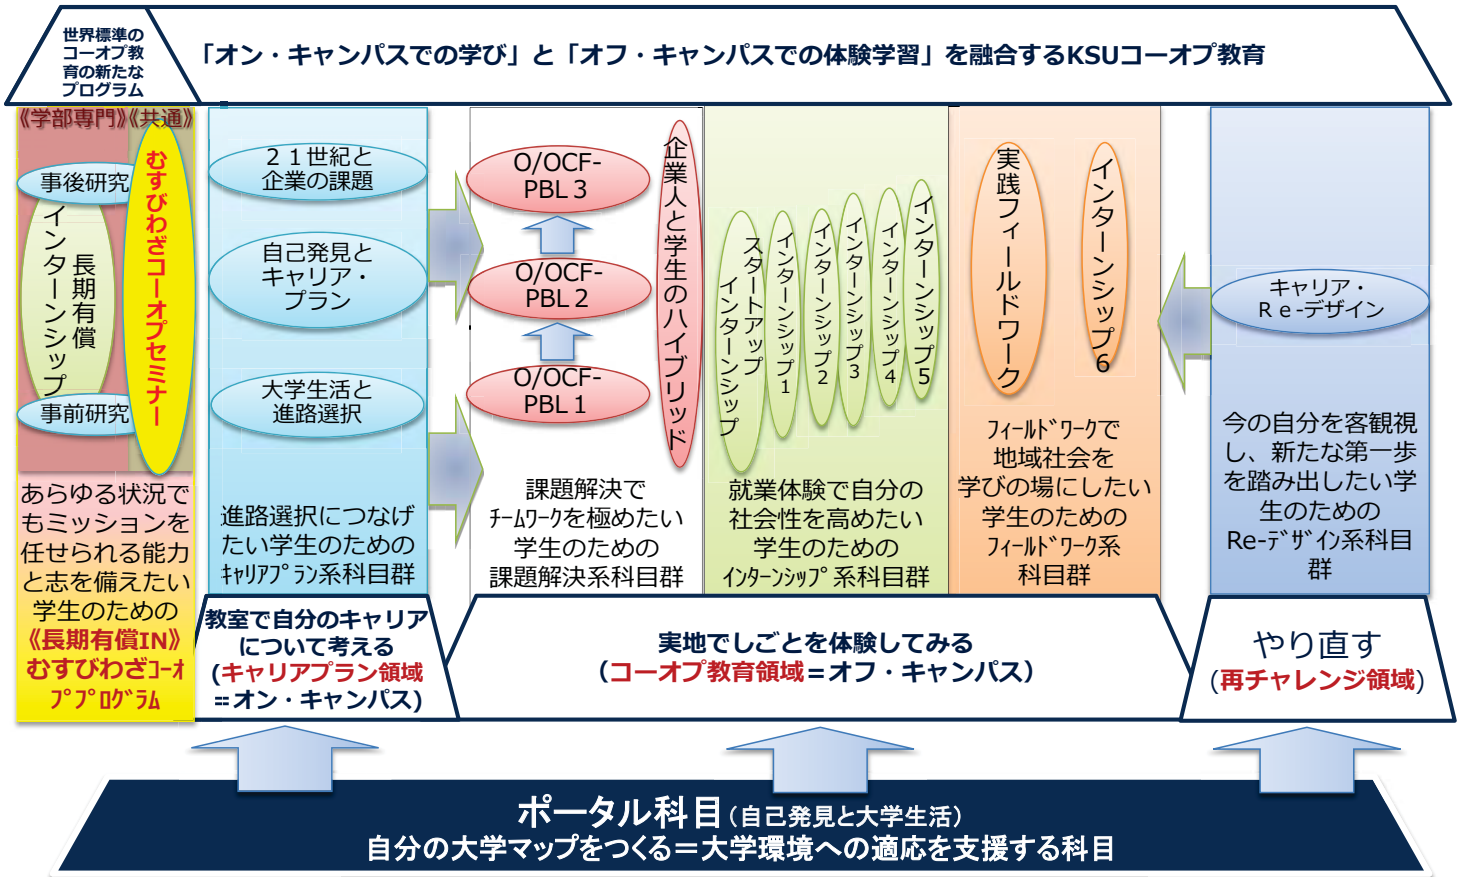 世界標準の
コーオプ教
育の新たな
プログラム
「オン・キャンパスでの学び」と「オフ・キャンパスでの体験学習」を融合するKSUコーオプ教育
《学部専門》《共通》
事後研究
長期有償
インターンシップ
事前研究
むすびわざコーオプセミナー
あらゆる状況で
もミッションを
任せられる能力
と志を備えたい
学生のための
《長期有償IN》
むすびわざｺｰｵ
ﾌﾟﾌﾟﾛｸﾞﾗﾑ
２１世紀と
企業の課題
自己発見と
キャリア・
プラン
大学生活と
進路選択
進路選択につなげ
たい学生のための
ｷｬﾘｱﾌﾟﾗﾝ系科目群
教室で自分のキャリア
について考える
(キャリアプラン領域
＝オン・キャンパス)
O/OCF-
PBL３
O/OCF-
PBL２
O/OCF-
PBL１
企業人と学生のハイブリッド
課題解決で
ﾁｰﾑﾜｰｸを極めたい
学生のための
課題解決系科目群
スタートアップ
インターンシップ
インターンシップ1
インターンシップ2
インターンシップ3
インターンシップ4
インターンシップ5
就業体験で自分の
社会性を高めたい
学生のための
ｲﾝﾀｰﾝｼｯﾌﾟ系科目群
実践フィールドワーク
インターンシップ6
ﾌｨｰﾙﾄﾞﾜｰｸで
地域社会を
学びの場にしたい
学生のための
ﾌｨｰﾙﾄﾞﾜｰｸ系
科目群
実地でしごとを体験してみる
（コーオプ教育領域＝オフ・キャンパス）
キャリア・
Ｒｅ-デザイン
今の自分を客観視
し、新たな第一歩
を踏み出したい学
生のための
Re-ﾃﾞｻﾞｲﾝ系科目
群
やり直す
(再チャレンジ領域)
ポータル科目（自己発見と大学生活）
自分の大学マップをつくる＝大学環境への適応を支援する科目